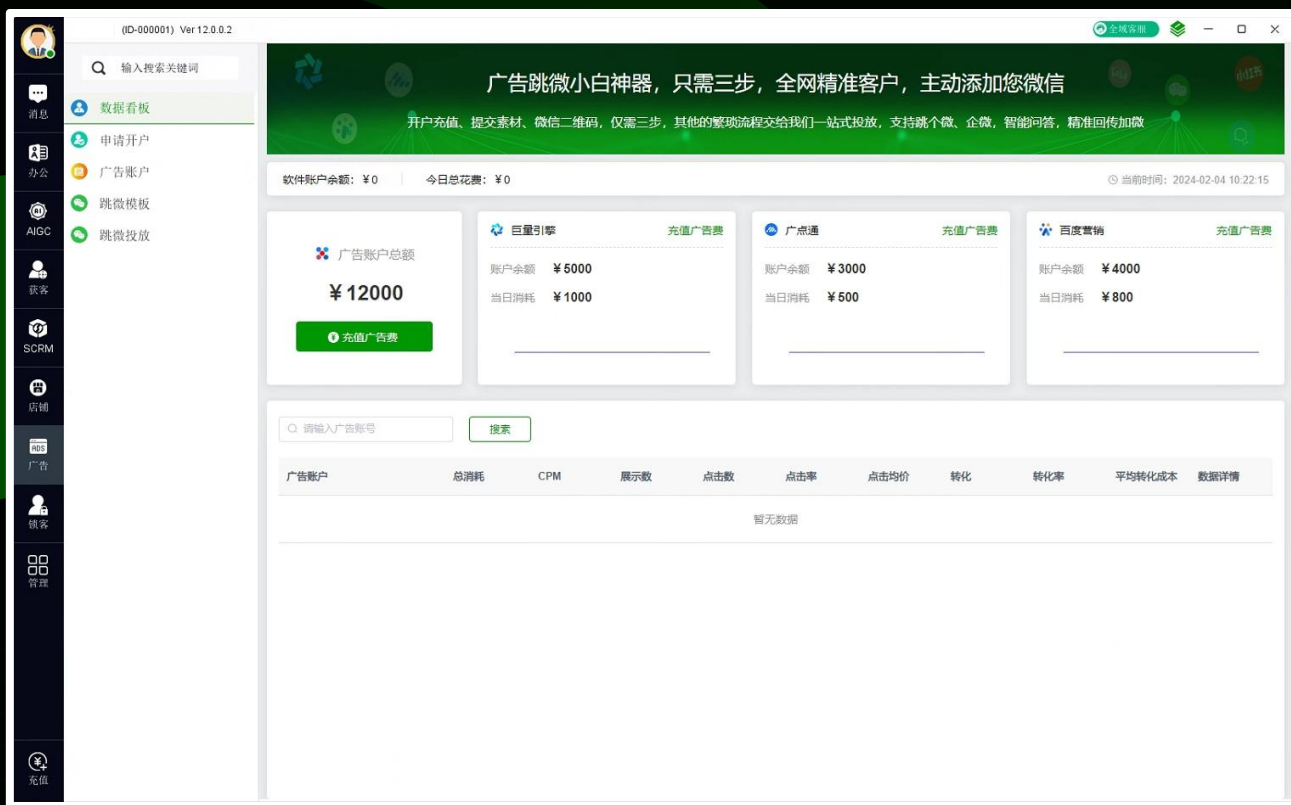 (ID-000001) Ver 12.0.0.2
全域客服
消息
办公
AI
AIGC
获客
SCRM
店铺
ADS
广告
锁客
管理
充值
输入搜索关键词
数据看板
申请开户
广告账户
跳微模板
跳微投放
广告跳微小白神器，只需三步，全网精准客户，主动添加您微信
开户充值、提交素材、微信二维码，仅需三步，其他的繁琐流程交给我们一站式投放，支持跳个微、企微，智能问答，精准回传加微
小红书
软件账户余额：￥0 今日总花费：￥0 当前时间：2024-02-04 10:22:15
广告账户总额
￥12000
充值广告费
巨量引擎 充值广告费
账户余额 ￥5000
当日消耗 ￥1000
广点通 充值广告费
账户余额 ￥3000
当日消耗 ￥500
百度营销 充值广告费
账户余额 ￥4000
当日消耗 ￥800
请输入广告账号 搜索
广告账户 总消耗 CPM 展示数 点击数 点击率 点击均价 转化 转化率 平均转化成本 数据详情
暂无数据